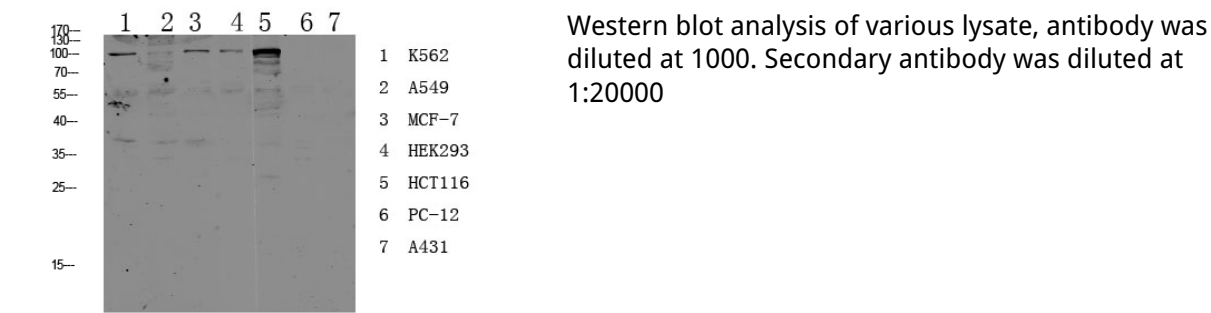 1 2 3 4 5 6 7
170—
130—
100—
70—
55—
40—
35—
25—
15—
1 K562
2 A549
3 MCF-7
4 HEK293
5 HCT116
6 PC-12
7 A431
Western blot analysis of various lysate, antibody was
diluted at 1000. Secondary antibody was diluted at
1:20000